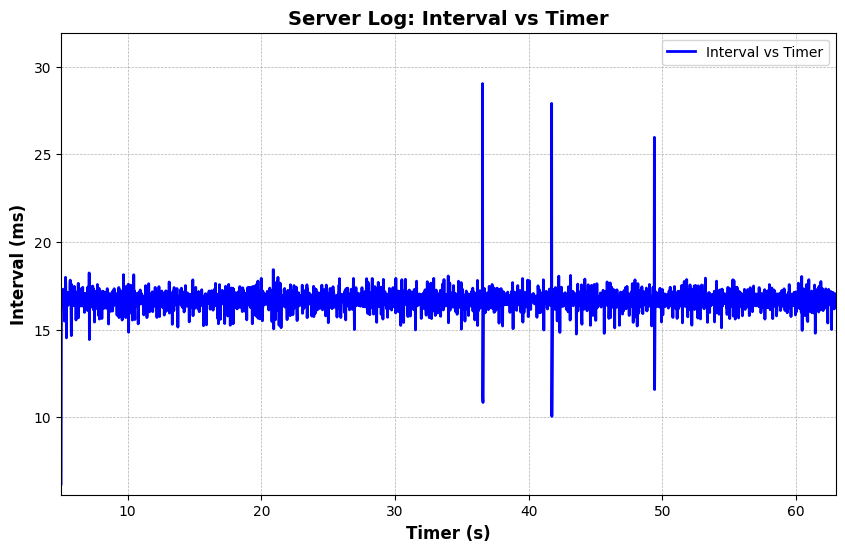 Server Log: Interval vs Timer
Interval vs Timer
30
25
20
15
10
Interval (ms)
10 20 30 40 50 60
Timer (s)